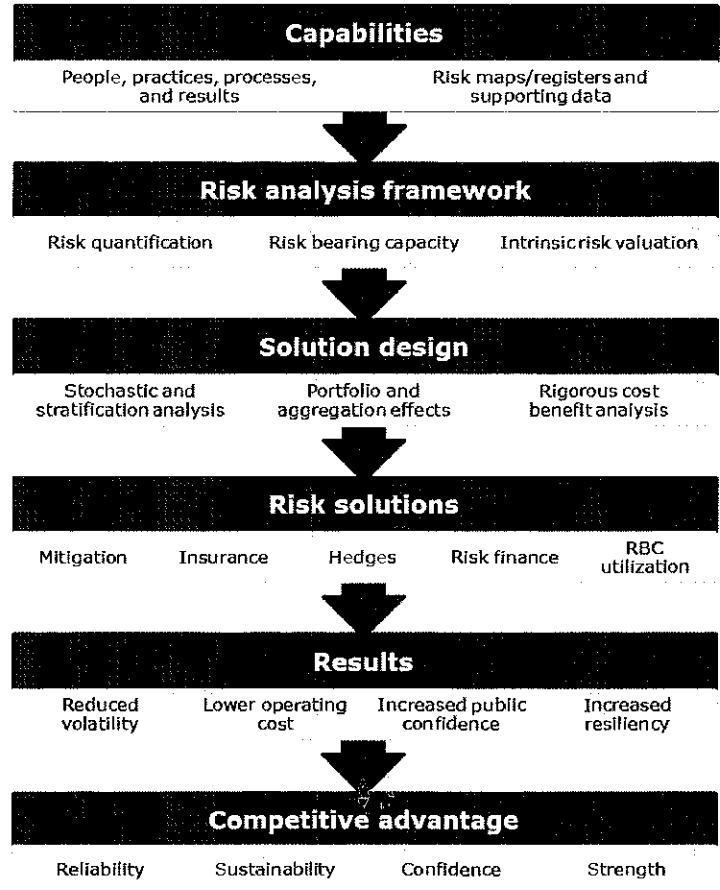 Capabilities
People, practices, processes,
and results
Risk maps/registers and
supporting data
Risk analysis framework
Risk quantification
Risk bearing capacity
Intrinsic risk valuation
Solution design
Stochastic and
stratification analysis
Portfolio and
aggregation effects
Rigorous cost
benefit analysis
Risk solutions
Mitigation
Insurance
Hedges
Risk finance
RBC
utilization
Results
Reduced
volatility
Lower operating
cost
Increased public
confidence
Increased
resiliency
Competitive advantage
Reliability
Sustainability
Confidence
Strength